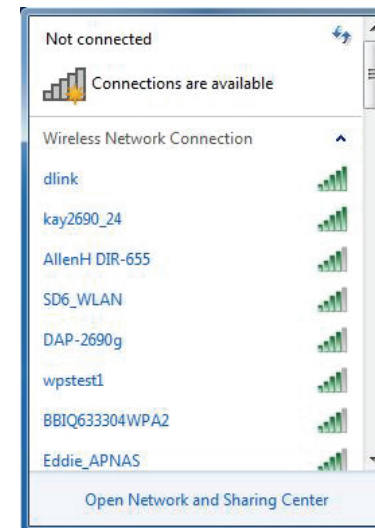 Not connected
Connections are available
Wireless Network Connection
dlink
kay2690_24
AllenH DIR-655
SD6_WLAN
DAP-2690g
wpstest1
BBIQ633304WPA2
Eddie_APNAS
Open Network and Sharing Center